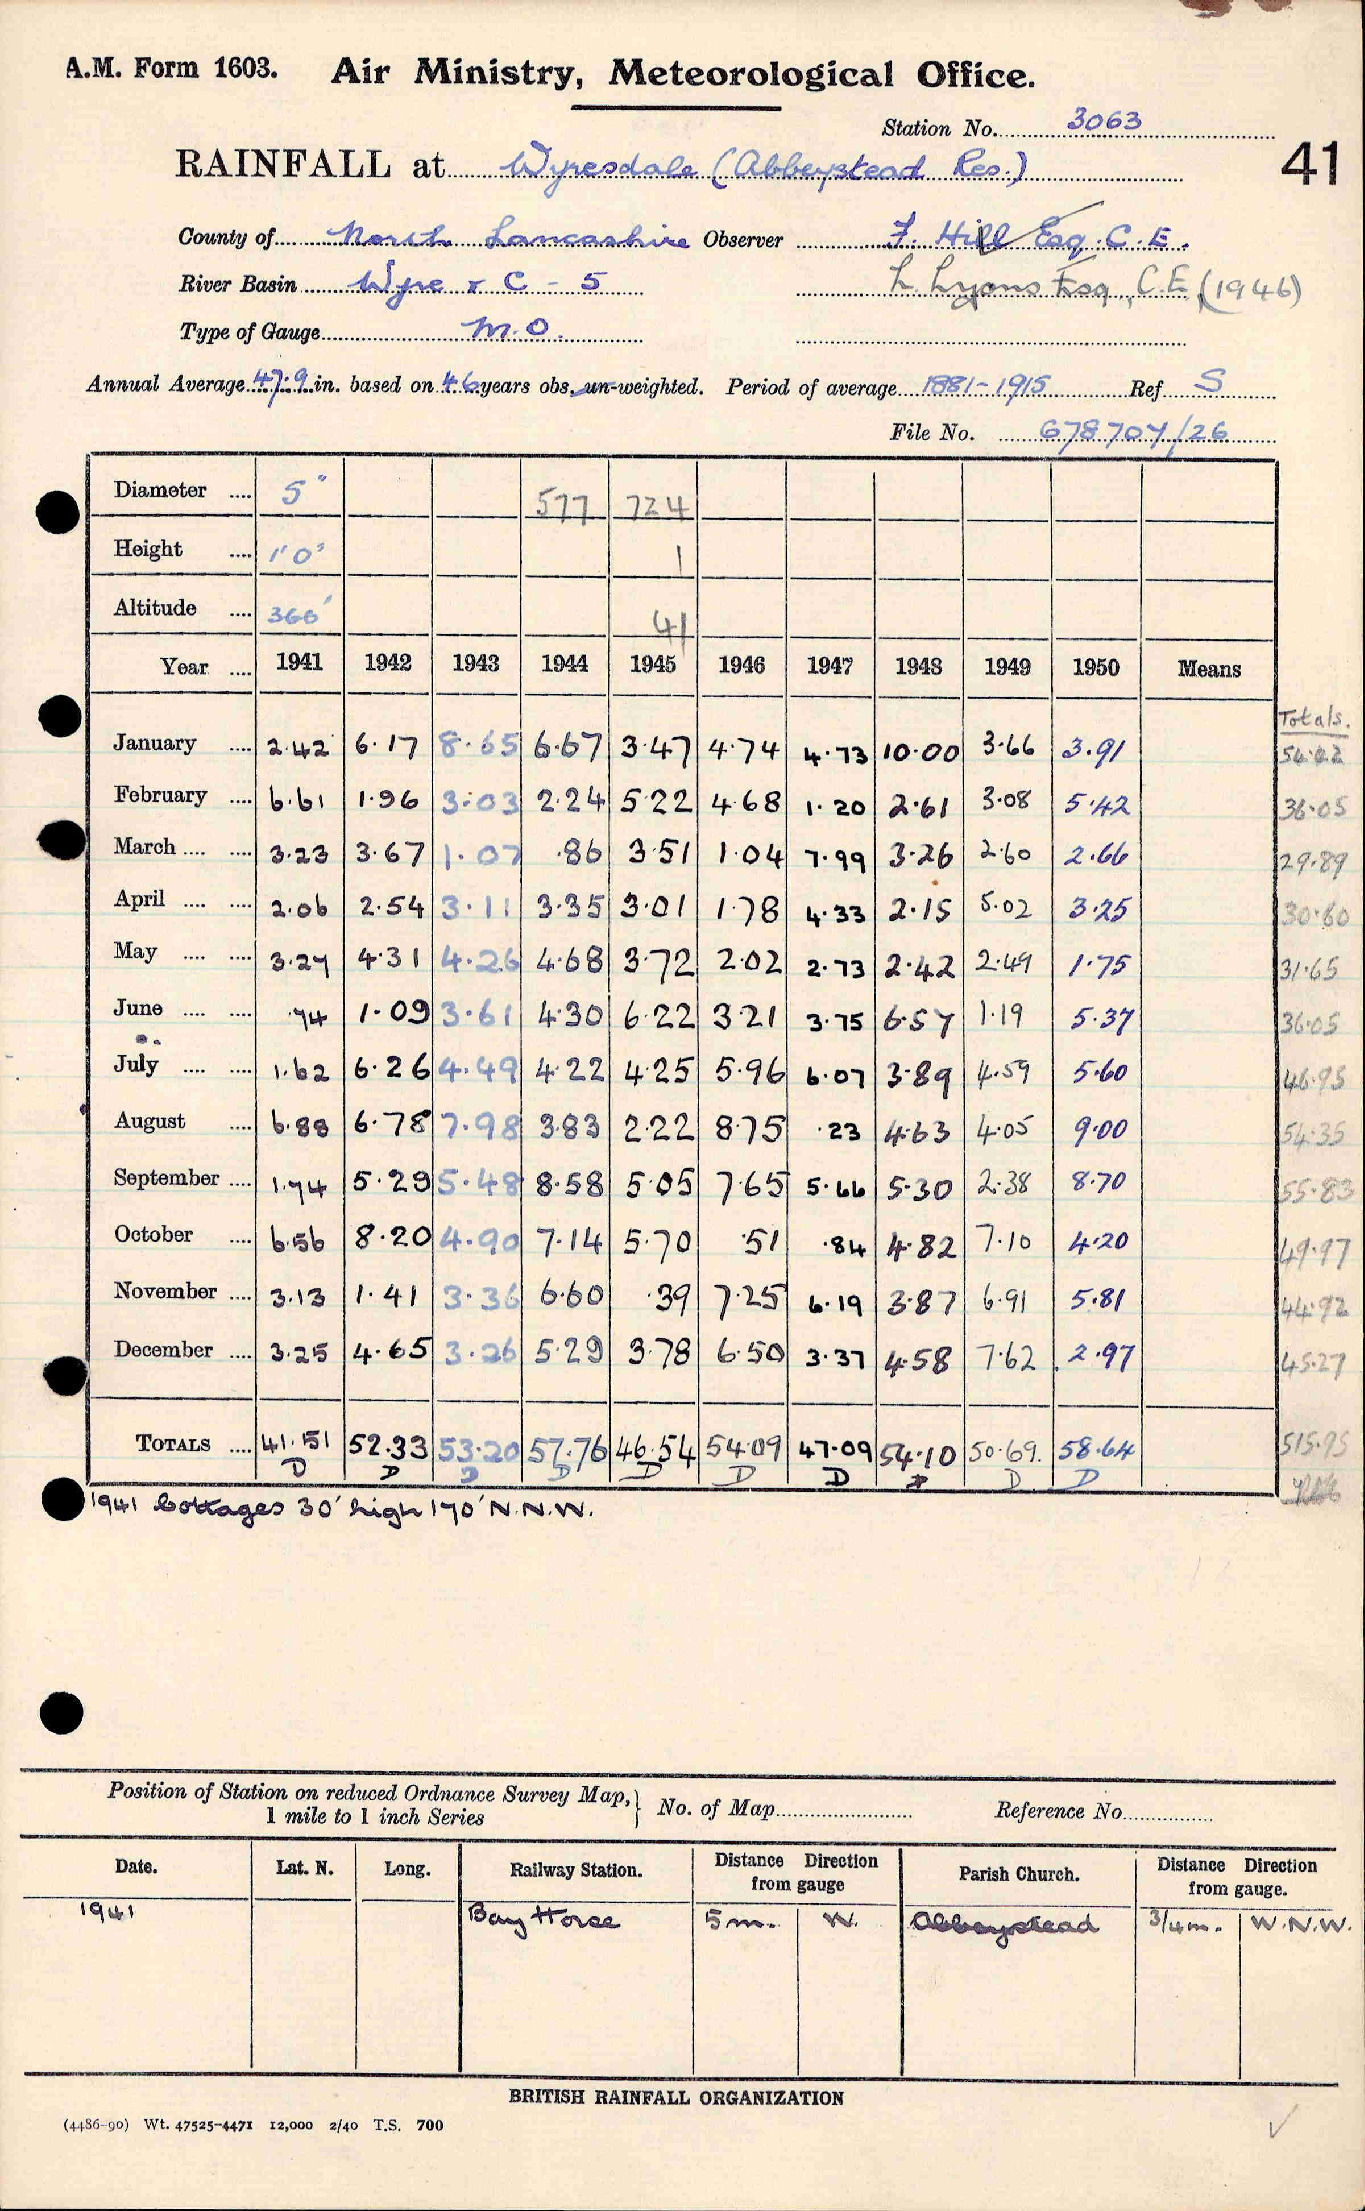 A.M. Form 1603. Air Ministry, Meteorological Office.
Station No. 3063
41
RAINFALL at Wyresdale (Abbeystead Res.)
County of North Lancashire Observer F. Hill Esq. C.E.
River Basin Wyre & C - 5 L. Lyons Esq., C.E. (1946)
Type of Gauge M.O.
Annual Average 47.9 in. based on 46 years obs. un-weighted. Period of average 1881-1915 Ref S
File No. 678704/26
Diameter .... 5" 577 724
Height .... 1'0" 1
Altitude .... 41
Year .... 1941 1942 1943 1944 1945 1946 1947 1948 1949 1950 Means
Totals.
January .... 2.42 6.17 8.65 6.67 3.47 4.74 4.73 10.00 3.66 3.91 54.42
February .... 6.61 1.96 3.03 2.24 5.22 4.68 1.20 2.61 3.08 5.42 36.05
March .... .... 3.23 3.67 1.07 .86 3.51 1.04 7.99 3.26 2.60 2.66 29.89
April .... .... 2.06 2.54 3.11 3.35 3.01 1.78 4.33 2.15 5.02 3.25 30.60
May .... .... 3.27 4.31 4.26 4.68 3.72 2.02 2.73 2.42 2.49 1.75 31.65
June .... .... .74 1.09 3.61 4.30 6.22 3.21 3.75 6.57 1.19 5.37 36.05
July .... .... 1.62 6.26 4.49 4.22 4.25 5.96 6.07 3.89 4.59 5.60 46.95
August .... 6.88 6.78 7.98 3.83 2.22 8.75 .23 4.63 4.05 9.00 54.35
September .... 1.74 5.29 5.48 8.58 5.05 7.65 5.66 5.30 2.38 8.70 55.83
October .... 6.56 8.20 4.90 7.14 5.70 .51 .84 4.82 7.10 4.20 49.97
November .... 3.13 1.41 3.36 6.60 .39 7.25 6.19 3.87 6.91 5.81 44.92
December .... 3.25 4.65 3.26 5.29 3.78 6.50 3.37 4.58 7.62 2.97 45.27
TOTALS .... 41.51 52.33 53.20 57.76 46.54 54.09 47.09 54.10 50.69. 58.64 515.95
D D D D D D D D D D
1941 Cottages 30' high 170' N.N.W.
Position of Station on reduced Ordnance Survey Map, 1 mile to 1 inch Series } No. of Map Reference No.
Date. Lat. N. Long. Railway Station. Distance Direction from gauge Parish Church. Distance Direction from gauge.
1941 Bay Horse 5 m. W. Abbeystead 3/4 m. W.N.W.
BRITISH RAINFALL ORGANIZATION
(4486-90) Wt. 47525-4471 12,000 2/40 T.S. 700